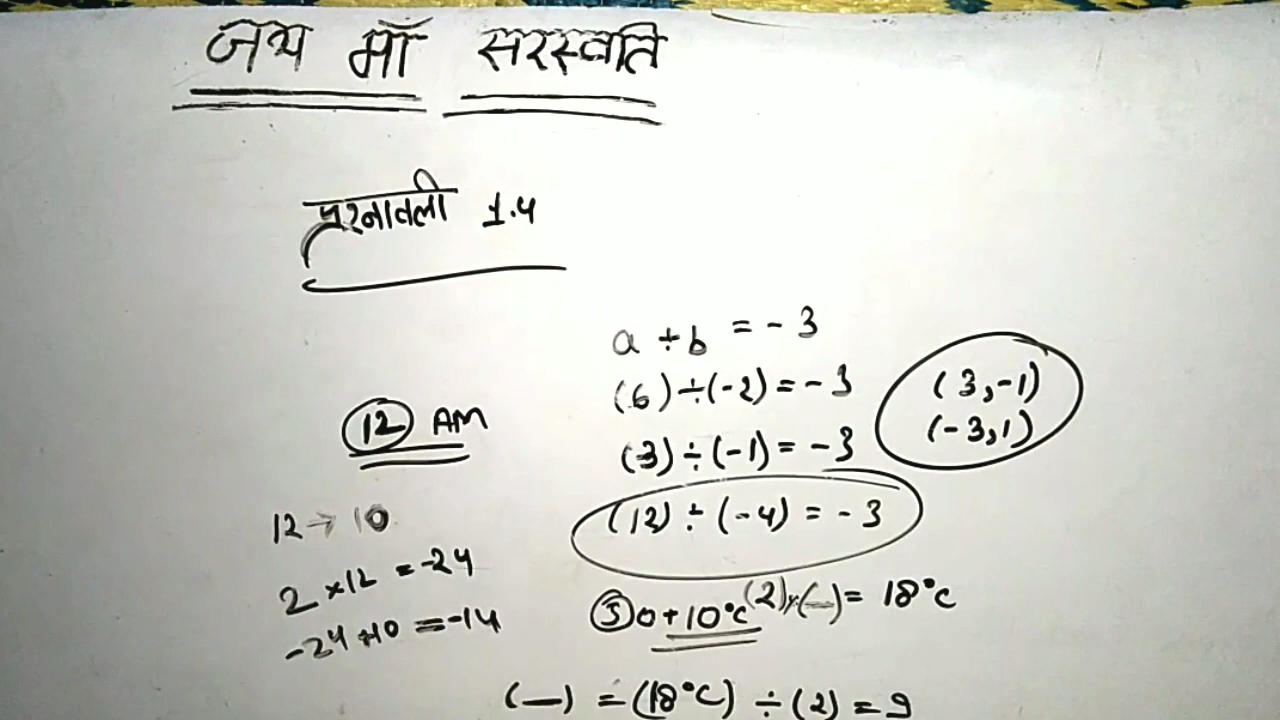 जय माँ सरस्वति
प्रश्नावली 1.4
a ÷ b = - 3
(6) ÷ (-2) = - 3
(3) ÷ (-1) = - 3
(12) ÷ (-4) = - 3
(3,-1)
(-3,1)
12 AM
12 → 10
2 ×12 = -24
-24 +10 = -14
⑤ 0+10°C (2)×(—) = 18°C
(—) = (18°C) ÷ (2) = 9